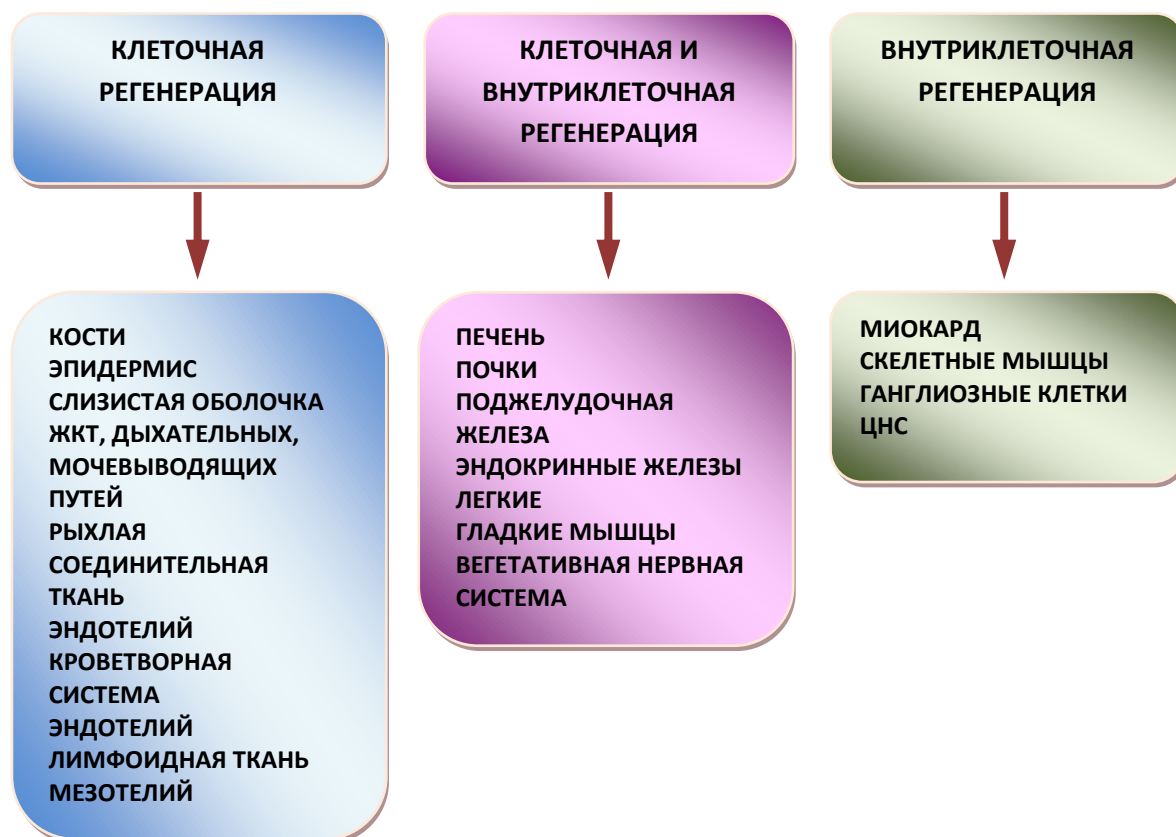 КЛЕТОЧНАЯ
РЕГЕНЕРАЦИЯ
КЛЕТОЧНАЯ И
ВНУТРИКЛЕТОЧНАЯ
РЕГЕНЕРАЦИЯ
ВНУТРИКЛЕТОЧНАЯ
РЕГЕНЕРАЦИЯ
КОСТИ
ЭПИДЕРМИС
СЛИЗИСТАЯ ОБОЛОЧКА
ЖКТ, ДЫХАТЕЛЬНЫХ,
МОЧЕВЫВОДЯЩИХ
ПУТЕЙ
РЫХЛАЯ
СОЕДИНИТЕЛЬНАЯ
ТКАНЬ
ЭНДОТЕЛИЙ
КРОВЕТВОРНАЯ
СИСТЕМА
ЭНДОТЕЛИЙ
ЛИМФОИДНАЯ ТКАНЬ
МЕЗОТЕЛИЙ
ПЕЧЕНЬ
ПОЧКИ
ПОДЖЕЛУДОЧНАЯ
ЖЕЛЕЗА
ЭНДОКРИННЫЕ ЖЕЛЕЗЫ
ЛЕГКИЕ
ГЛАДКИЕ МЫШЦЫ
ВЕГЕТАТИВНАЯ НЕРВНАЯ
СИСТЕМА
МИОКАРД
СКЕЛЕТНЫЕ МЫШЦЫ
ГАНГЛИОЗНЫЕ КЛЕТКИ
ЦНС